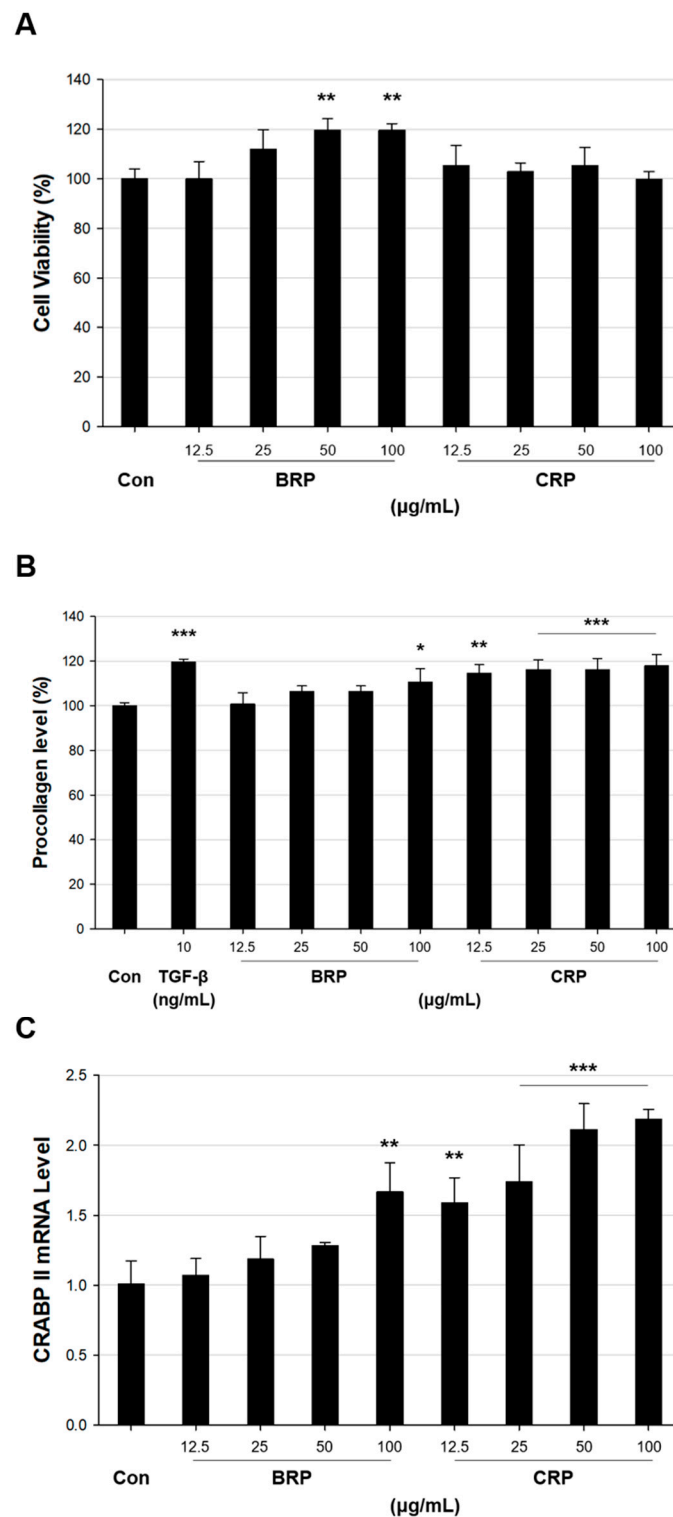 A
140
** **
120
100
80
60
40
20
0
Cell Viability (%)
12.5 25 50 100 12.5 25 50 100
Con BRP CRP
(µg/mL)
B
140
***
120
*** * **
100
80
60
40
20
0
Procollagen level (%)
10 12.5 25 50 100 12.5 25 50 100
Con TGF-β BRP CRP
(ng/mL) (µg/mL)
C
2.5
***
2.0
** **
1.5
1.0
0.5
0.0
CRABP II mRNA Level
12.5 25 50 100 12.5 25 50 100
Con BRP CRP
(µg/mL)